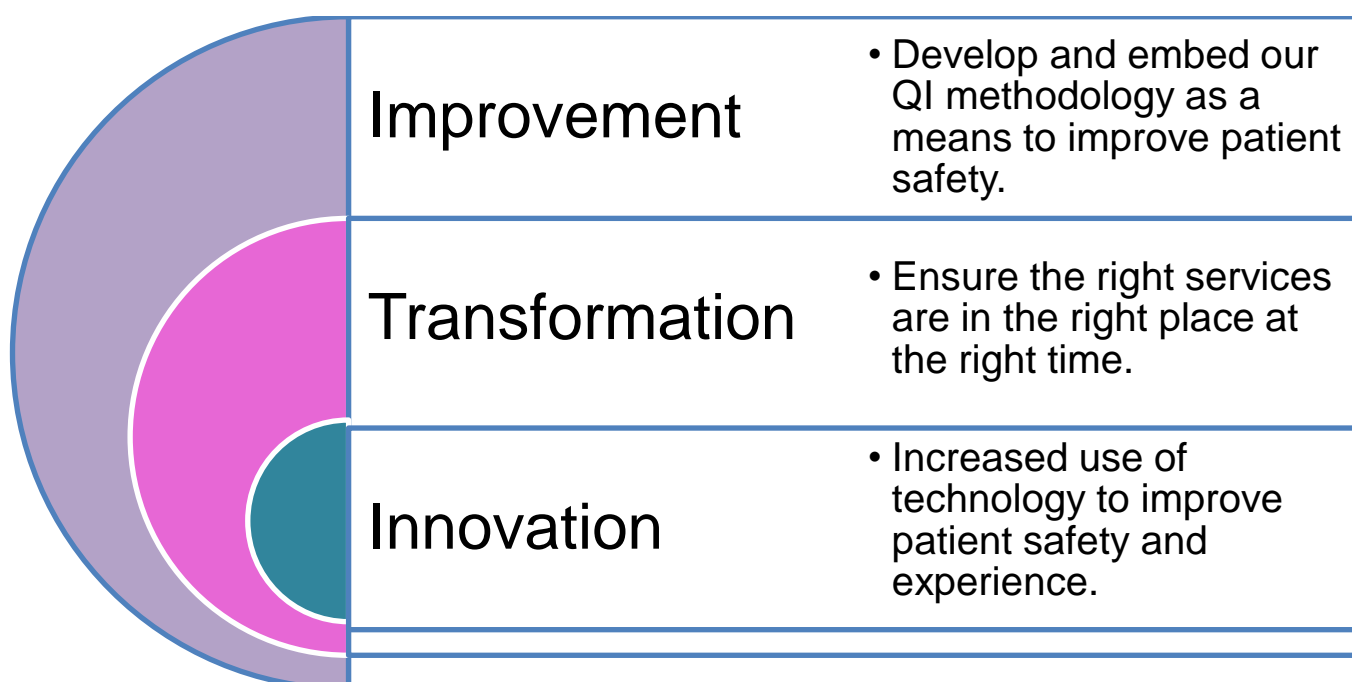 Improvement
• Develop and embed our
QI methodology as a
means to improve patient
safety.
Transformation
• Ensure the right services
are in the right place at
the right time.
Innovation
• Increased use of
technology to improve
patient safety and
experience.